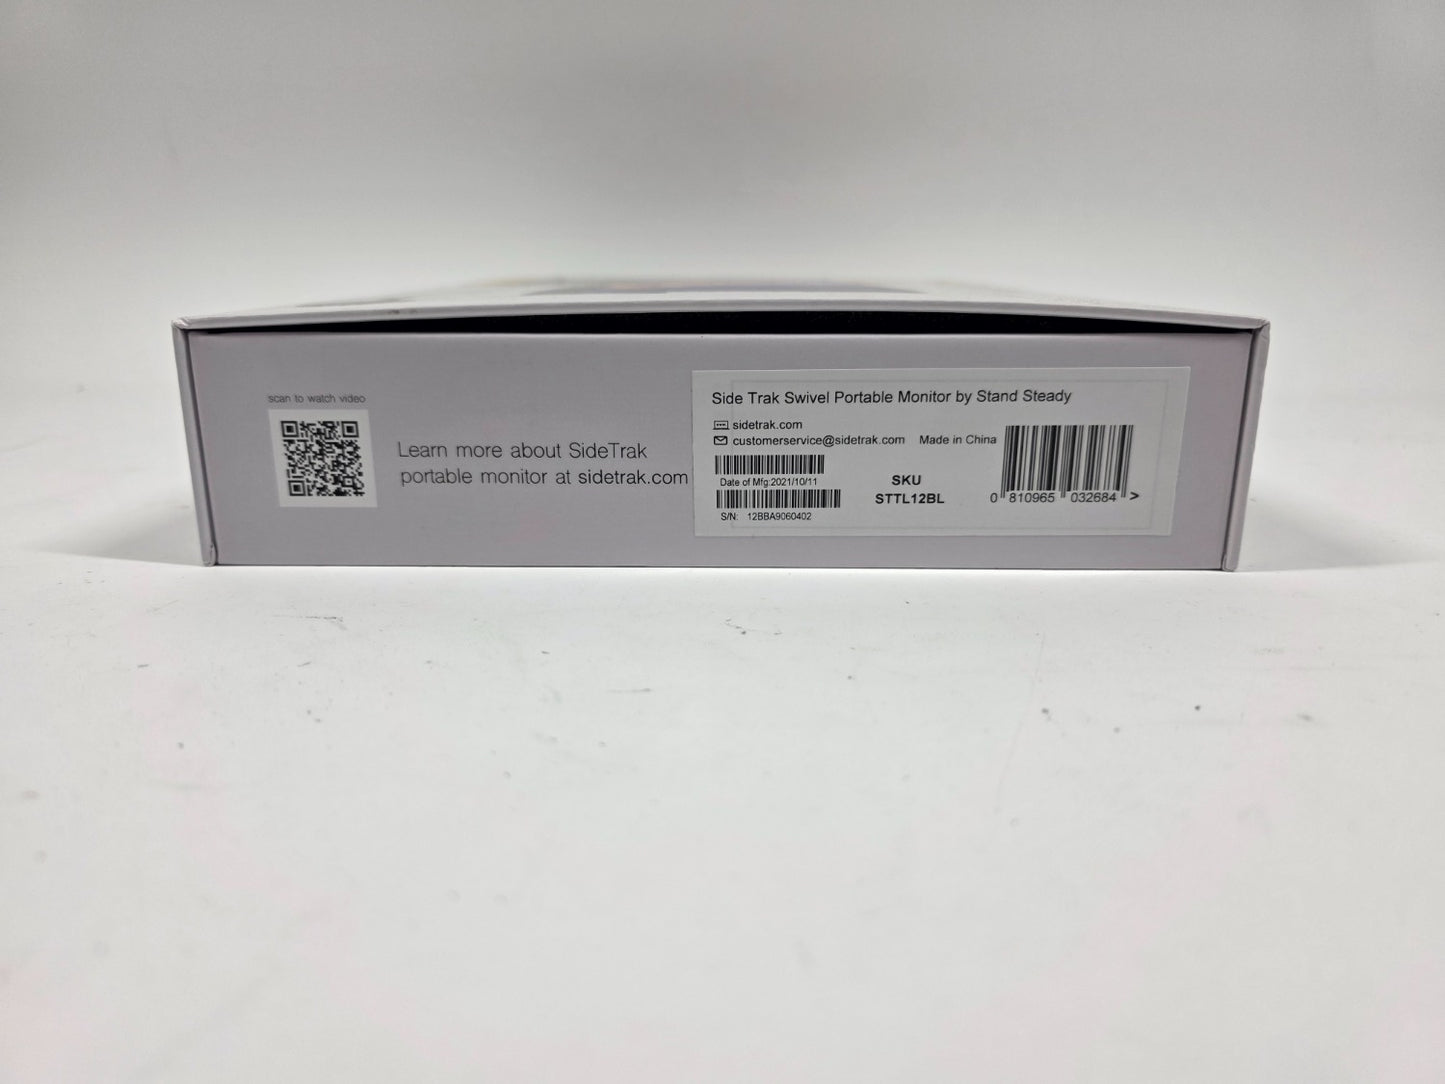 scan to watch video
Learn more about SideTrak
portable monitor at sidetrak.com
Side Trak Swivel Portable Monitor by Stand Steady
sidetrak.com
customerservice@sidetrak.com Made in China
Date of Mfg:2021/10/11
S/N: 12BBA9060402
SKU
STTL12BL
0 810965 032684 >